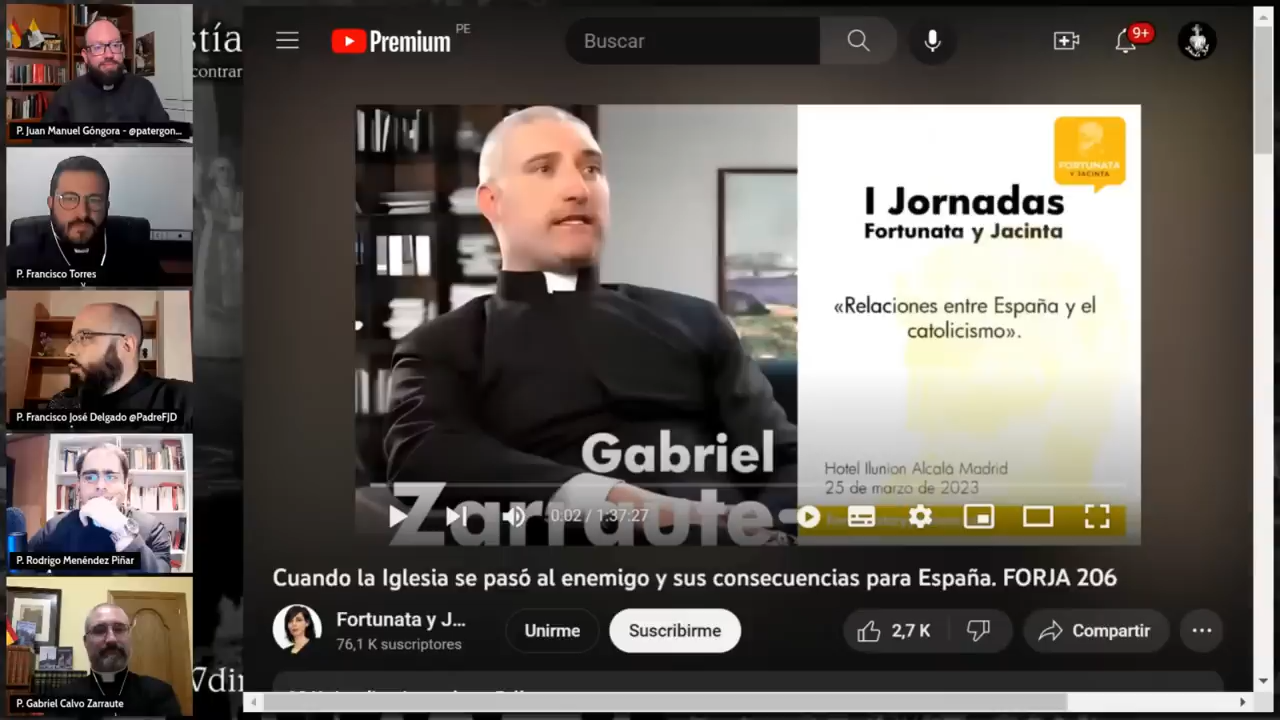 P. Juan Manuel Góngora - @patergon...
P. Francisco Torres
P. Francisco José Delgado @PadreFJD
P. Rodrigo Menéndez Piñar
P. Gabriel Calvo Zarraute
stía
contrar
Premium PE
Buscar
9+
FORTUNATA
Y JACINTA
I Jornadas
Fortunata y Jacinta
«Relaciones entre España y el
catolicismo».
Gabriel
Zarraute
Hotel Ilunion Alcalá Madrid
25 de marzo de 2023
0:02 / 1:37:27
Cuando la Iglesia se pasó al enemigo y sus consecuencias para España. FORJA 206
Fortunata y J...
76,1 K suscriptores
Unirme
Suscribirme
2,7 K
Compartir